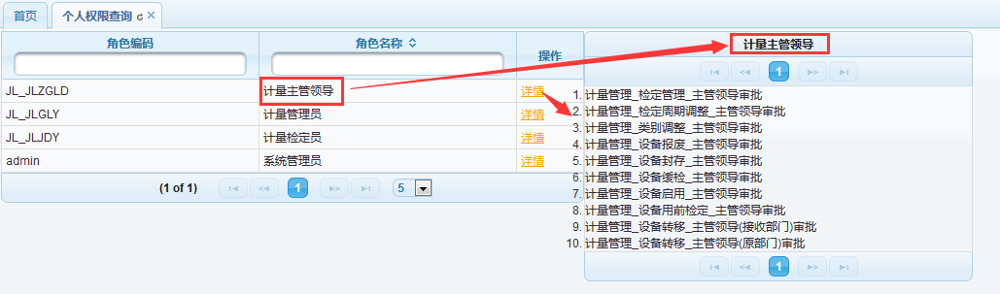 首页 个人权限查询
角色编码 角色名称 操作
JL_JLZGLD 计量主管领导 详情
JL_JLGLY 计量管理员 详情
JL_JLJDY 计量检定员 详情
admin 系统管理员 详情
(1 of 1) 1 5
计量主管领导
1
1. 计量管理_检定管理_主管领导审批
2. 计量管理_检定周期调整_主管领导审批
3. 计量管理_类别调整_主管领导审批
4. 计量管理_设备报废_主管领导审批
5. 计量管理_设备封存_主管领导审批
6. 计量管理_设备缓检_主管领导审批
7. 计量管理_设备启用_主管领导审批
8. 计量管理_设备用前检定_主管领导审批
9. 计量管理_设备转移_主管领导(接收部门)审批
10. 计量管理_设备转移_主管领导(原部门)审批
1